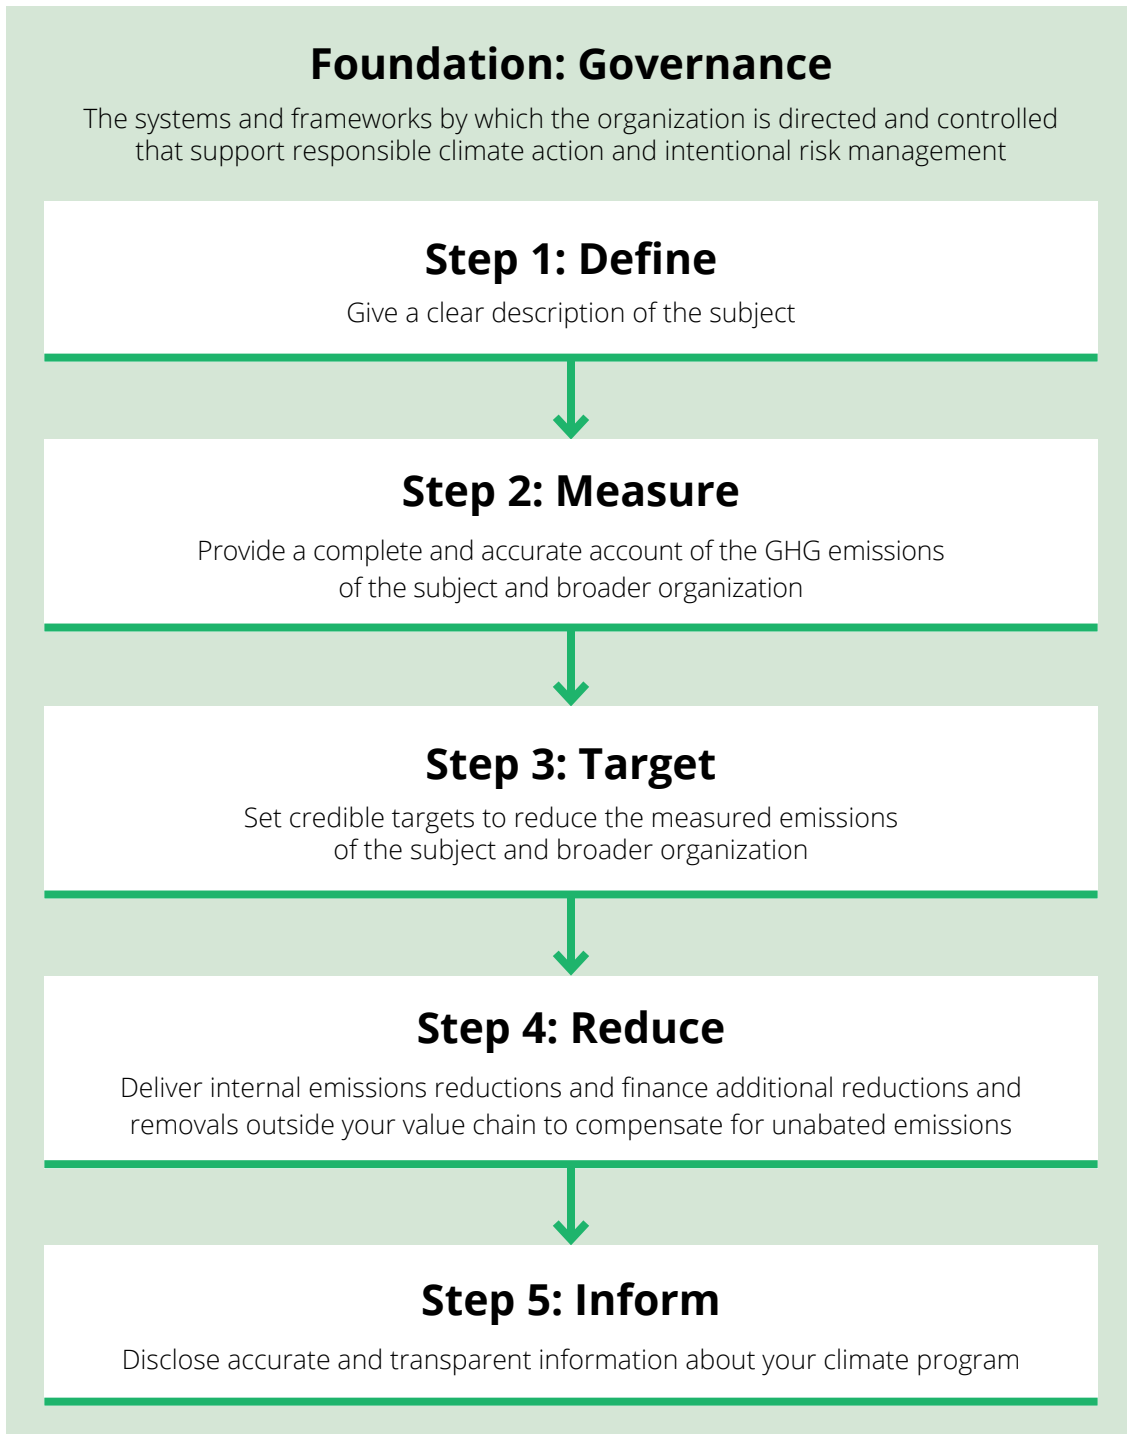 Foundation: Governance
The systems and frameworks by which the organization is directed and controlled
that support responsible climate action and intentional risk management
Step 1: Define
Give a clear description of the subject
Step 2: Measure
Provide a complete and accurate account of the GHG emissions
of the subject and broader organization
Step 3: Target
Set credible targets to reduce the measured emissions
of the subject and broader organization
Step 4: Reduce
Deliver internal emissions reductions and finance additional reductions and
removals outside your value chain to compensate for unabated emissions
Step 5: Inform
Disclose accurate and transparent information about your climate program